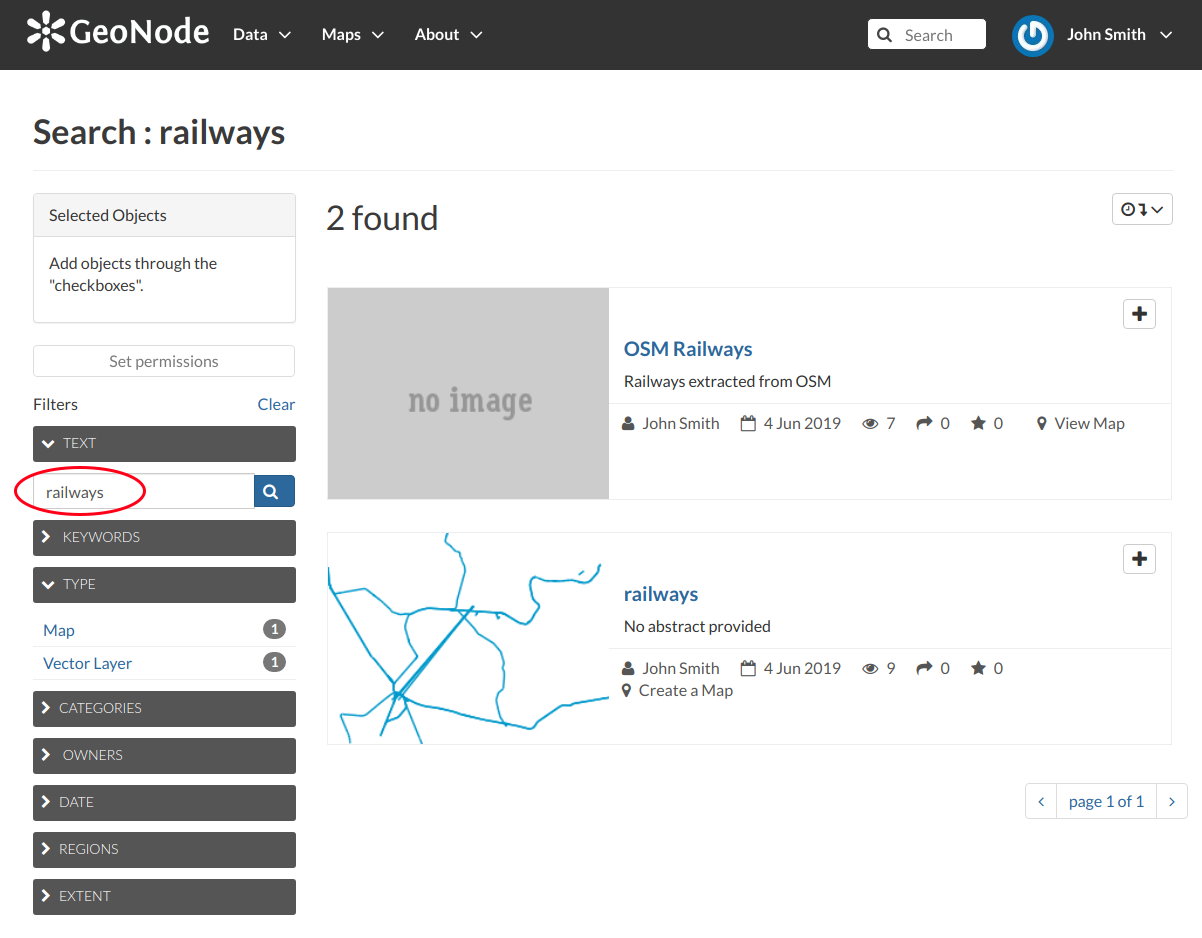 GeoNode Data Maps About Search John Smith
Search : railways
Selected Objects
Add objects through the
"checkboxes".
Set permissions
Filters Clear
TEXT
railways
KEYWORDS
TYPE
Map 1
Vector Layer 1
CATEGORIES
OWNERS
DATE
REGIONS
EXTENT
2 found
no image
OSM Railways
Railways extracted from OSM
John Smith 4 Jun 2019 7 0 0 View Map
railways
No abstract provided
John Smith 4 Jun 2019 9 0 0
Create a Map
page 1 of 1